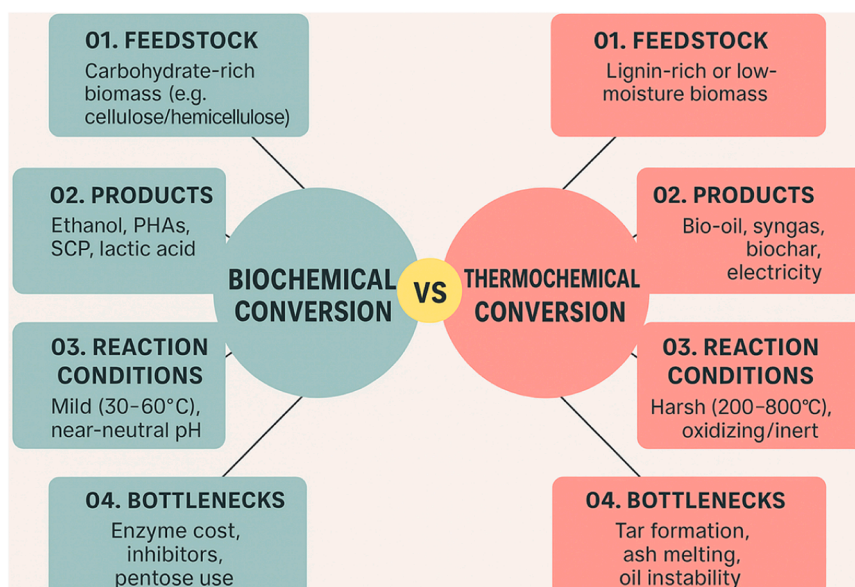 01. FEEDSTOCK
Carbohydrate-rich
biomass (e.g.
cellulose/hemicellulose)
02. PRODUCTS
Ethanol, PHAs,
SCP, lactic acid
03. REACTION
CONDITIONS
Mild (30–60°C),
near-neutral pH
04. BOTTLENECKS
Enzyme cost,
inhibitors,
pentose use
BIOCHEMICAL
CONVERSION
VS
THERMOCHEMICAL
CONVERSION
01. FEEDSTOCK
Lignin-rich or low-
moisture biomass
02. PRODUCTS
Bio-oil, syngas,
biochar,
electricity
03. REACTION
CONDITIONS
Harsh (200–800°C),
oxidizing/inert
04. BOTTLENECKS
Tar formation,
ash melting,
oil instability